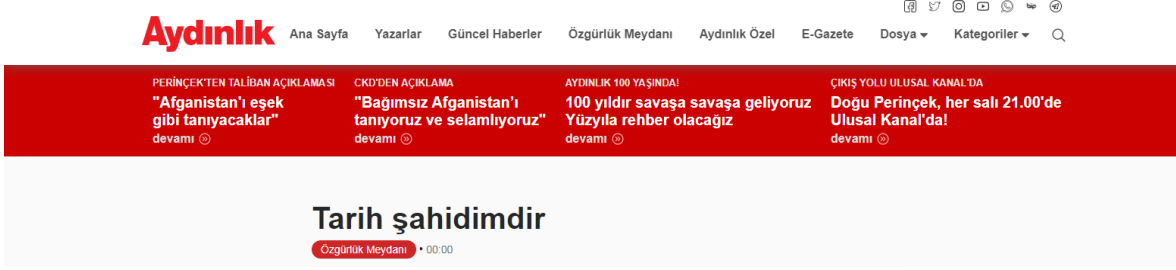 Aydınlık
Ana Sayfa Yazarlar Güncel Haberler Özgürlük Meydanı Aydınlık Özel E-Gazete Dosya Kategoriler
PERİNÇEK'TEN TALİBAN AÇIKLAMASI
"Afganistan'ı eşek
gibi tanıyacaklar"
devamı
CKD'DEN AÇIKLAMA
"Bağımsız Afganistan’ı
tanıyoruz ve selamlıyoruz"
devamı
AYDINLIK 100 YAŞINDA!
100 yıldır savaşa savaşa geliyoruz
Yüzyıla rehber olacağız
devamı
ÇIKIŞ YOLU ULUSAL KANAL'DA
Doğu Perinçek, her salı 21.00'de
Ulusal Kanal'da!
devamı
Tarih şahidimdir
Özgürlük Meydanı • 00:00